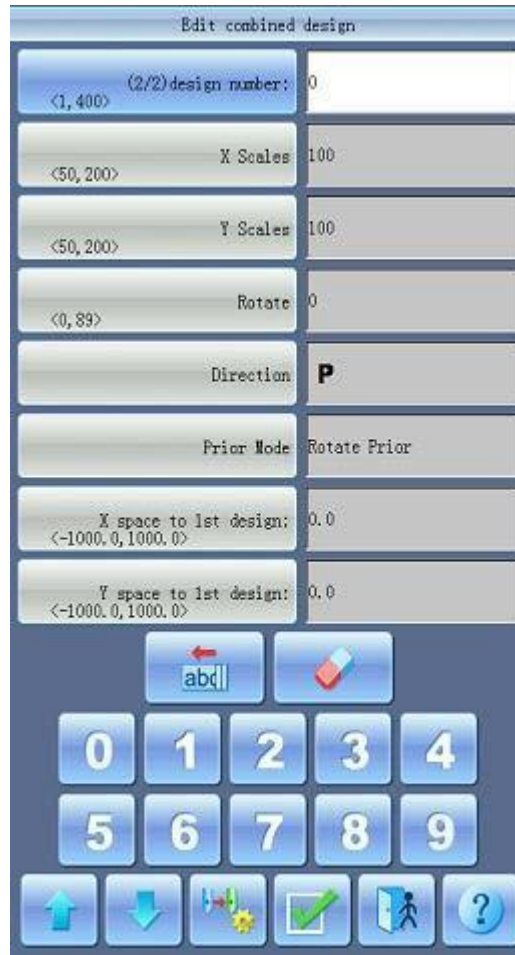 Edit combined design
(2/2)design number:
<1,400>
0
X Scales
<50,200>
100
Y Scales
<50,200>
100
Rotate
<0,89>
0
Direction
P
Prior Mode
Rotate Prior
X space to 1st design:
<-1000.0,1000.0>
0.0
Y space to 1st design:
<-1000.0,1000.0>
0.0
abd
0 1 2 3 4
5 6 7 8 9
?